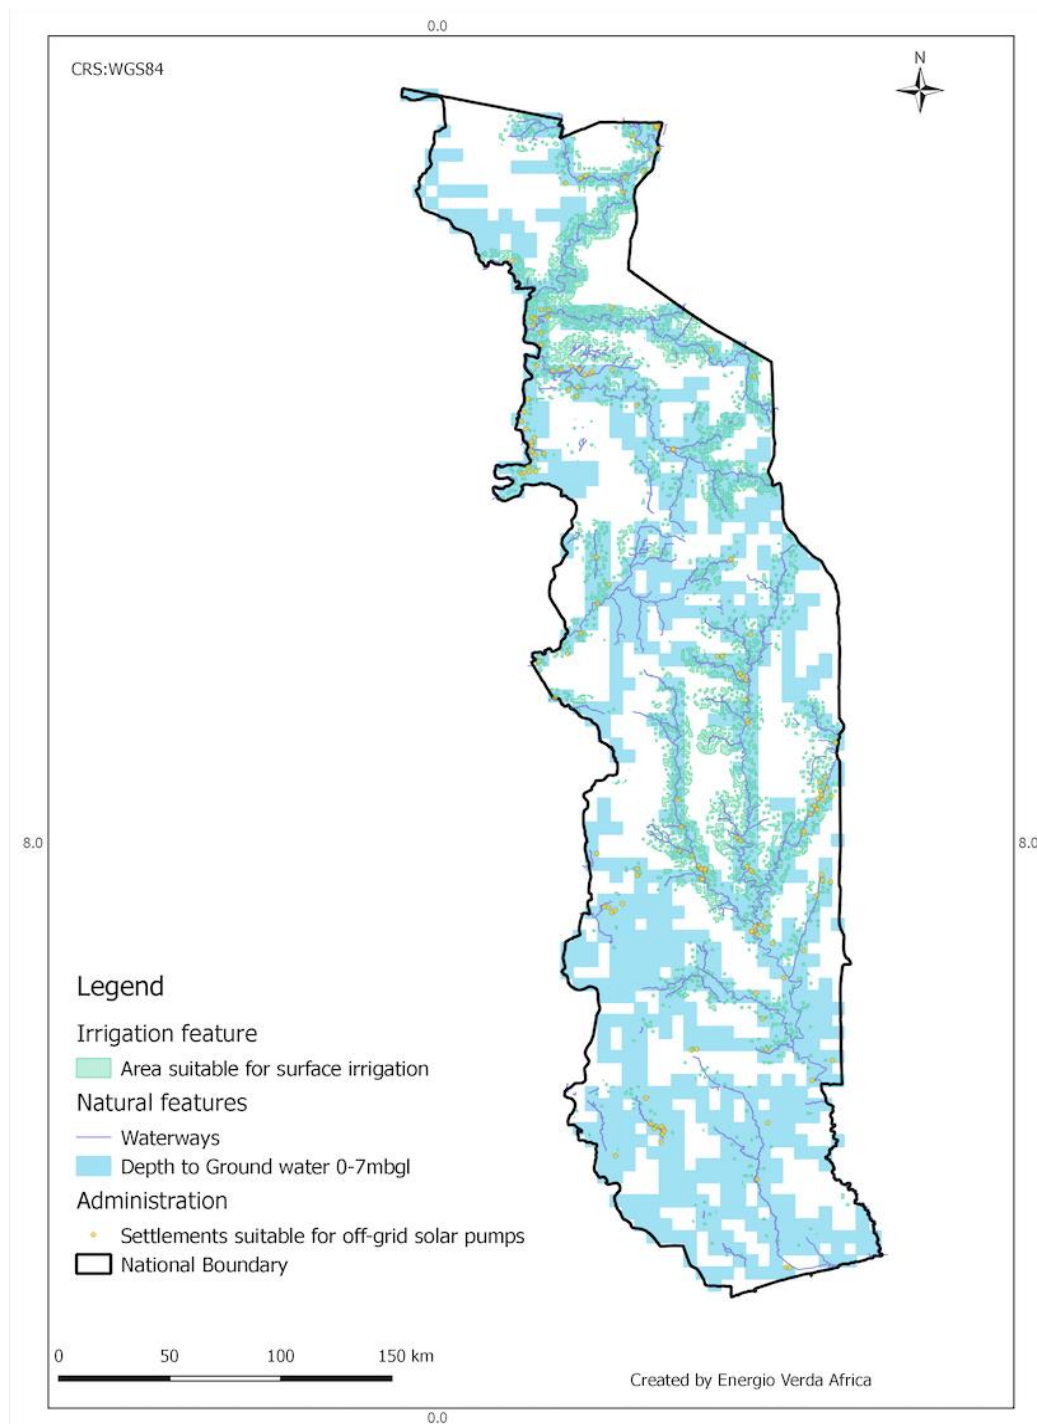 0.0
CRS:WGS84
N
8.0
8.0
Legend
Irrigation feature
Area suitable for surface irrigation
Natural features
Waterways
Depth to Ground water 0-7mbgl
Administration
Settlements suitable for off-grid solar pumps
National Boundary
0 50 100 150 km
Created by Energio Verda Africa
0.0